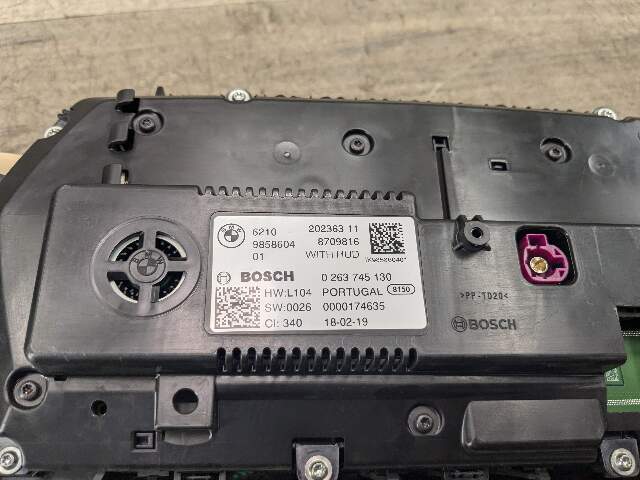 6210 202363 11
9858604 8709816
01 WITH HUD
BOSCH 0 263 745 130
HW:L104 PORTUGAL 8150
SW:0026 0000174635
CI: 340 18-02-19
>PP-TD20<
BOSCH